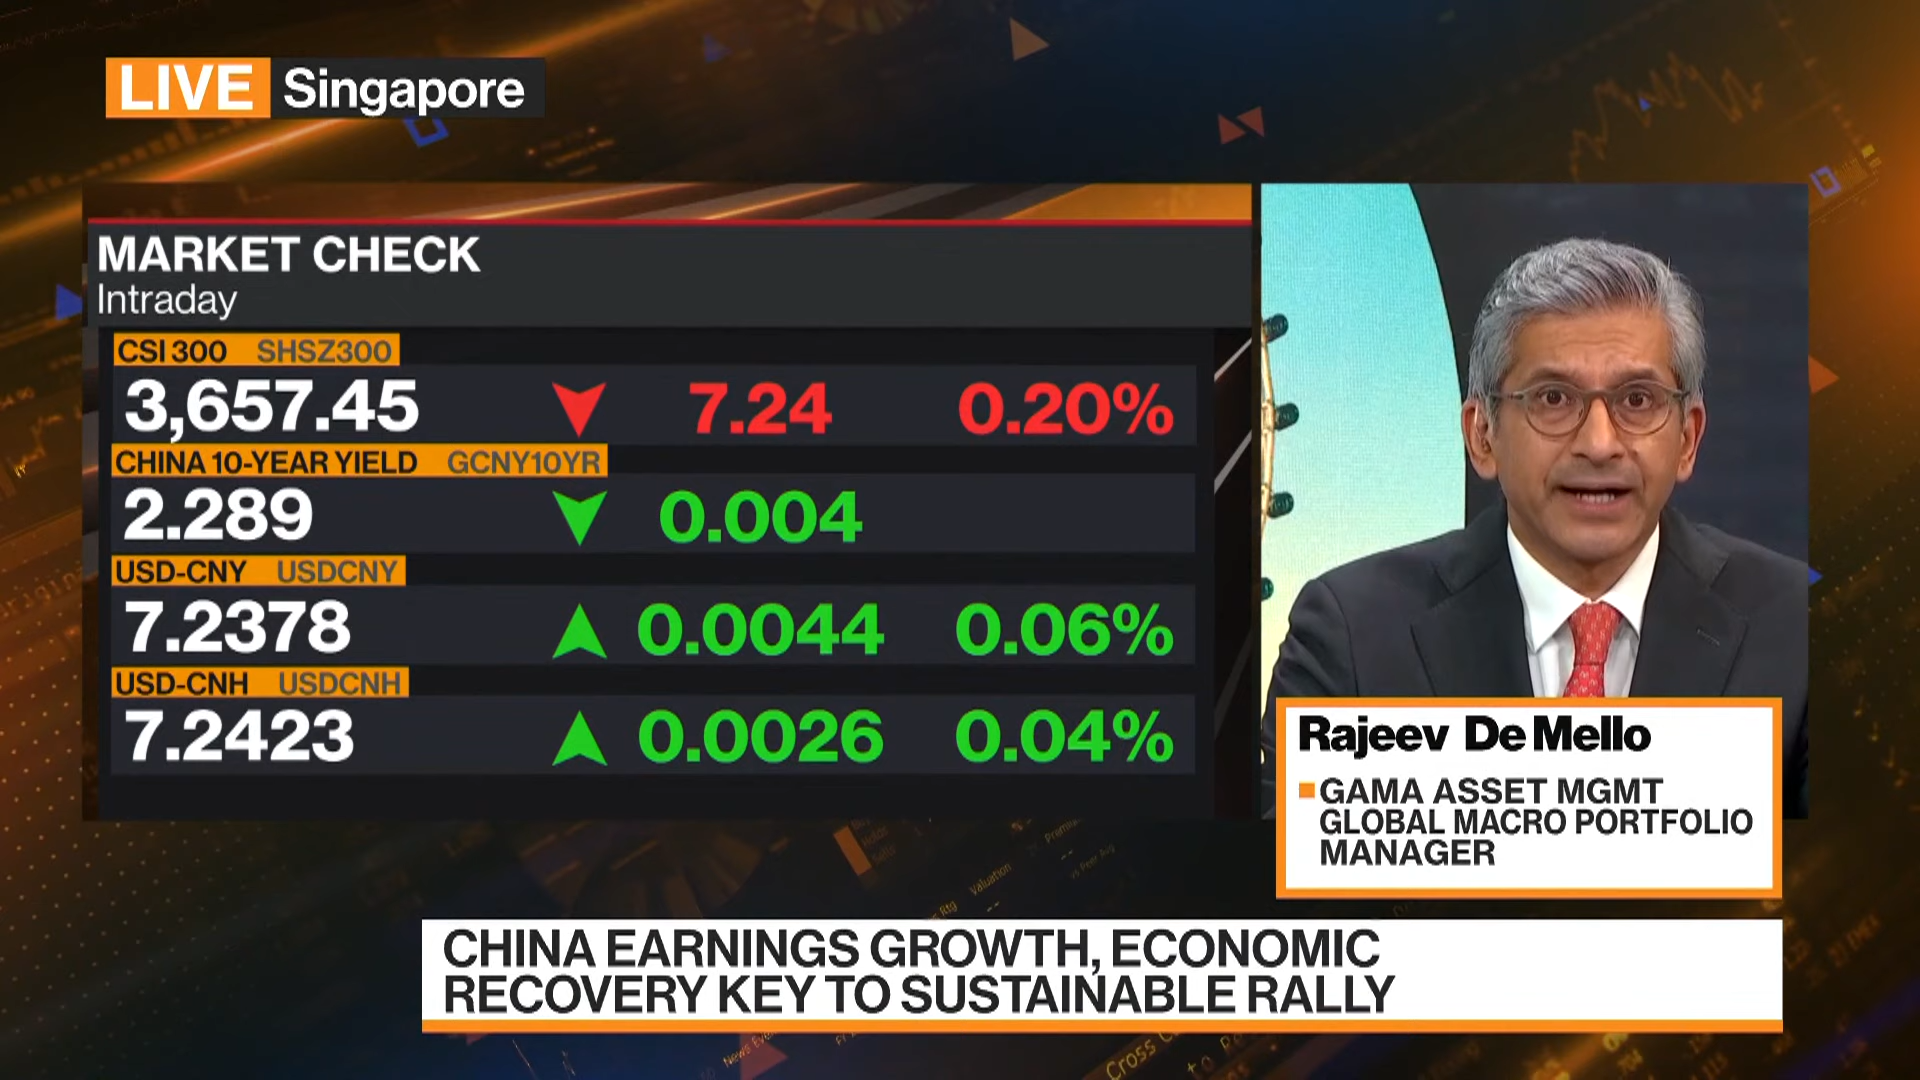 LIVE Singapore
MARKET CHECK
Intraday
CSI 300 SHSZ300
3,657.45 7.24 0.20%
CHINA 10-YEAR YIELD GCNY10YR
2.289 0.004
USD-CNY USDCNY
7.2378 0.0044 0.06%
USD-CNH USDCNH
7.2423 0.0026 0.04%
Rajeev De Mello
GAMA ASSET MGMT
GLOBAL MACRO PORTFOLIO
MANAGER
CHINA EARNINGS GROWTH, ECONOMIC
RECOVERY KEY TO SUSTAINABLE RALLY
Valuation